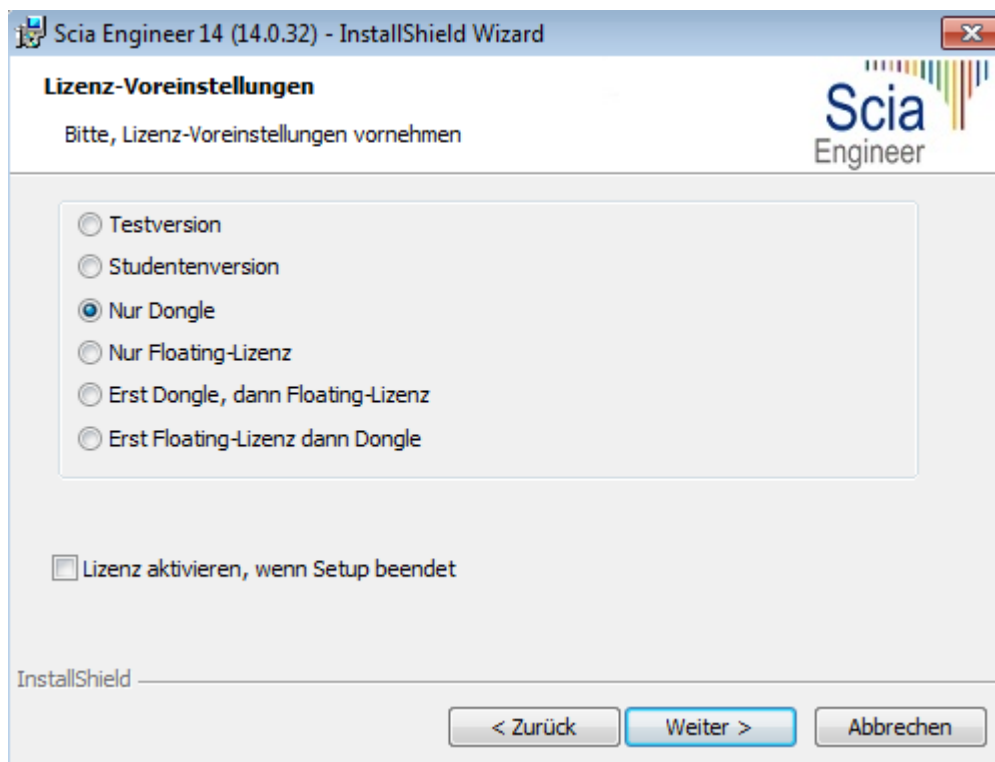 Scia Engineer 14 (14.0.32) - InstallShield Wizard
Lizenz-Voreinstellungen
Bitte, Lizenz-Voreinstellungen vornehmen
Scia
Engineer
Testversion
Studentenversion
Nur Dongle
Nur Floating-Lizenz
Erst Dongle, dann Floating-Lizenz
Erst Floating-Lizenz dann Dongle
Lizenz aktivieren, wenn Setup beendet
InstallShield
< Zurück Weiter > Abbrechen